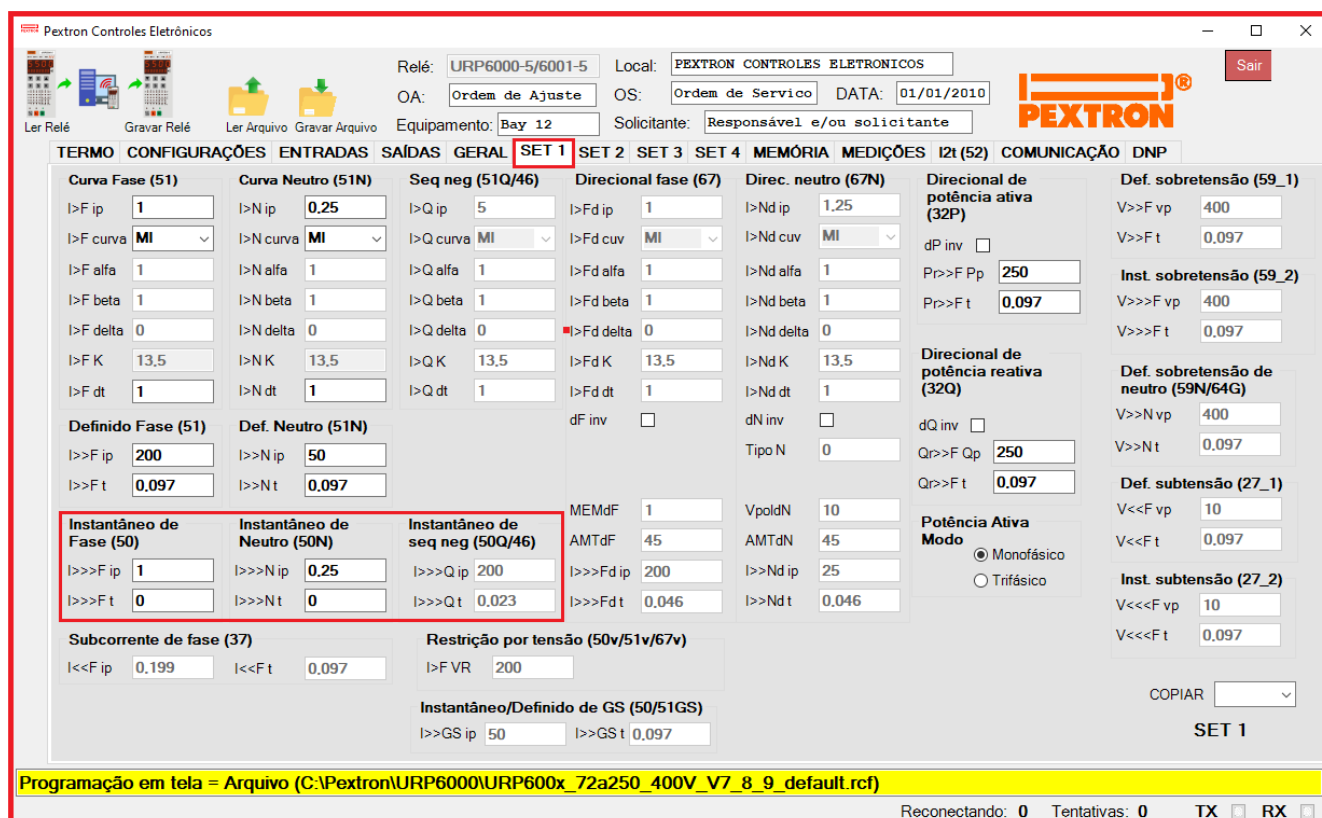 Pextron Controles Eletrônicos
Relé: URP6000-5/6001-5 Local: PEXTRON CONTROLES ELETRONICOS Sair
OA: Ordem de Ajuste OS: Ordem de Servico DATA: 01/01/2010
Equipamento: Bay 12 Solicitante: Responsável e/ou solicitante
PEXTRON®
Ler Relé Gravar Relé Ler Arquivo Gravar Arquivo
TERMO CONFIGURAÇÕES ENTRADAS SAÍDAS GERAL SET 1 SET 2 SET 3 SET 4 MEMÓRIA MEDIÇÕES I2t (52) COMUNICAÇÃO DNP
Curva Fase (51)
I>F ip 1
I>F curva MI
I>F alfa 1
I>F beta 1
I>F delta 0
I>F K 13,5
I>F dt 1
Curva Neutro (51N)
I>N ip 0,25
I>N curva MI
I>N alfa 1
I>N beta 1
I>N delta 0
I>N K 13,5
I>N dt 1
Seq neg (51Q/46)
I>Q ip 5
I>Q curva MI
I>Q alfa 1
I>Q beta 1
I>Q delta 0
I>Q K 13,5
I>Q dt 1
Direcional fase (67)
I>Fd ip 1
I>Fd cuv MI
I>Fd alfa 1
I>Fd beta 1
I>Fd delta 0
I>Fd K 13,5
I>Fd dt 1
dF inv
MEMdF 1
AMTdF 45
I>>>Fd ip 200
I>>>Fd t 0,046
Direc. neutro (67N)
I>Nd ip 1,25
I>Nd cuv MI
I>Nd alfa 1
I>Nd beta 1
I>Nd delta 0
I>Nd K 13,5
I>Nd dt 1
dN inv
Tipo N 0
VpoldN 10
AMTdN 45
I>>Nd ip 25
I>>Nd t 0,046
Direcional de
potência ativa
(32P)
dP inv
Pr>>F Pp 250
Pr>>F t 0,097
Direcional de
potência reativa
(32Q)
dQ inv
Qr>>F Qp 250
Qr>>F t 0,097
Potência Ativa
Modo
Monofásico
Trifásico
Def. sobretensão (59_1)
V>>F vp 400
V>>F t 0,097
Inst. sobretensão (59_2)
V>>>F vp 400
V>>>F t 0,097
Def. sobretensão de
neutro (59N/64G)
V>>N vp 400
V>>N t 0,097
Def. subtensão (27_1)
V<<F vp 10
V<<F t 0,097
Inst. subtensão (27_2)
V<<<F vp 10
V<<<F t 0,097
Definido Fase (51)
I>>F ip 200
I>>F t 0,097
Def. Neutro (51N)
I>>N ip 50
I>>N t 0,097
Instantâneo de
Fase (50)
I>>>F ip 1
I>>>F t 0
Instantâneo de
Neutro (50N)
I>>>N ip 0,25
I>>>N t 0
Instantâneo de
seq neg (50Q/46)
I>>>Q ip 200
I>>>Q t 0,023
Subcorrente de fase (37)
I<<F ip 0,199 I<<F t 0,097
Restrição por tensão (50v/51v/67v)
I>F VR 200
Instantâneo/Definido de GS (50/51GS)
I>>GS ip 50 I>>GS t 0,097
COPIAR
SET 1
Programação em tela = Arquivo (C:\Pextron\URP6000\URP600x_72a250_400V_V7_8_9_default.rcf)
Reconectando: 0 Tentativas: 0 TX RX